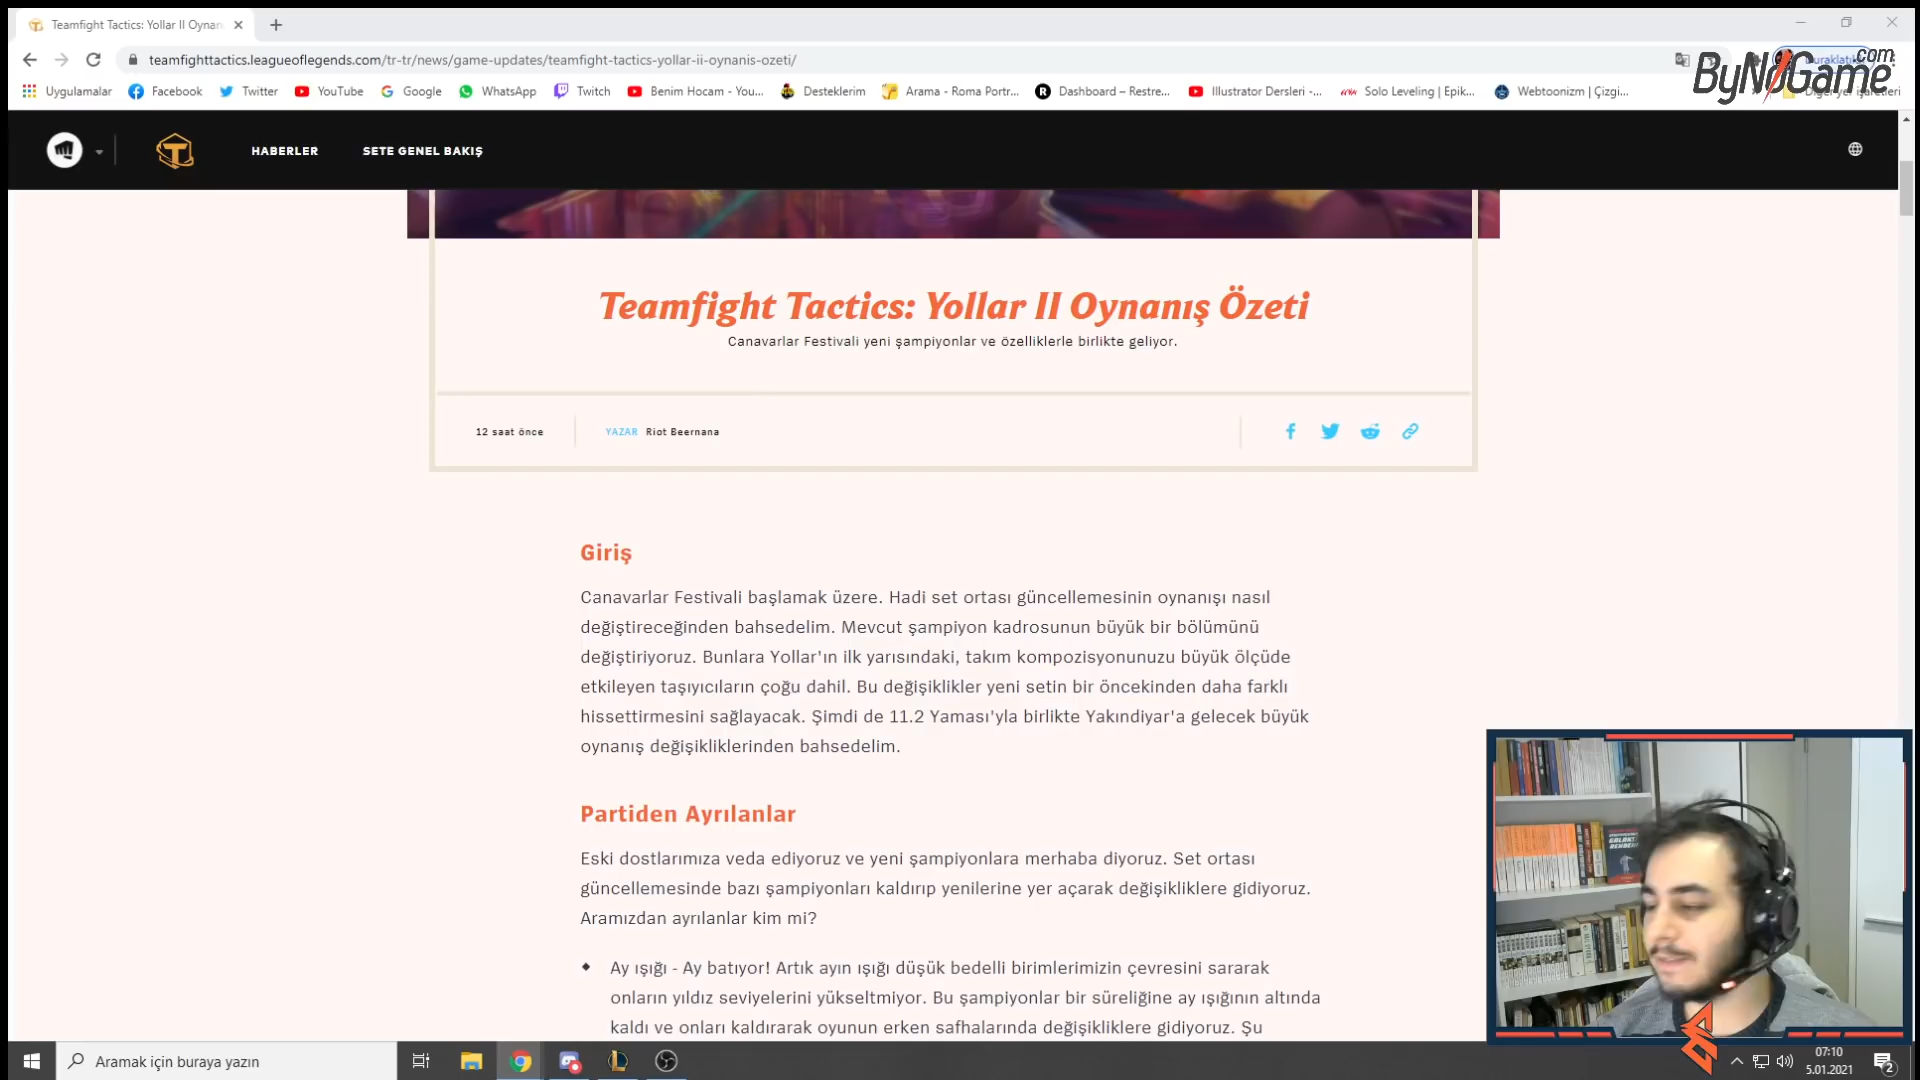 Teamfight Tactics: Yollar II Oynan
teamfighttactics.leagueoflegends.com/tr-tr/news/game-updates/teamfight-tactics-yollar-ii-oynanis-ozeti/
ByNoGame.com
Uygulamalar Facebook Twitter YouTube Google WhatsApp Twitch Benim Hocam - You... Desteklerim Arama - Roma Portr... Dashboard – Restre... Illustrator Dersleri -... Solo Leveling | Epik... Webtoonizm | Çizgi... Diğer yer işaretleri
HABERLER SETE GENEL BAKIŞ
Teamfight Tactics: Yollar II Oynanış Özeti
Canavarlar Festivali yeni şampiyonlar ve özelliklerle birlikte geliyor.
12 saat önce YAZAR Riot Beernana
Giriş
Canavarlar Festivali başlamak üzere. Hadi set ortası güncellemesinin oynanışı nasıl
değiştireceğinden bahsedelim. Mevcut şampiyon kadrosunun büyük bir bölümünü
değiştiriyoruz. Bunlara Yollar'ın ilk yarısındaki, takım kompozisyonunuzu büyük ölçüde
etkileyen taşıyıcıların çoğu dahil. Bu değişiklikler yeni setin bir öncekinden daha farklı
hissettirmesini sağlayacak. Şimdi de 11.2 Yaması'yla birlikte Yakındiyar'a gelecek büyük
oynanış değişikliklerinden bahsedelim.
Partiden Ayrılanlar
Eski dostlarımıza veda ediyoruz ve yeni şampiyonlara merhaba diyoruz. Set ortası
güncellemesinde bazı şampiyonları kaldırıp yenilerine yer açarak değişikliklere gidiyoruz.
Aramızdan ayrılanlar kim mi?
Ay ışığı - Ay batıyor! Artık ayın ışığı düşük bedelli birimlerimizin çevresini sararak
onların yıldız seviyelerini yükseltmiyor. Bu şampiyonlar bir süreliğine ay ışığının altında
kaldı ve onları kaldırarak oyunun erken safhalarında değişikliklere gidiyoruz. Şu
Aramak için buraya yazın
07:10
5.01.2021
2